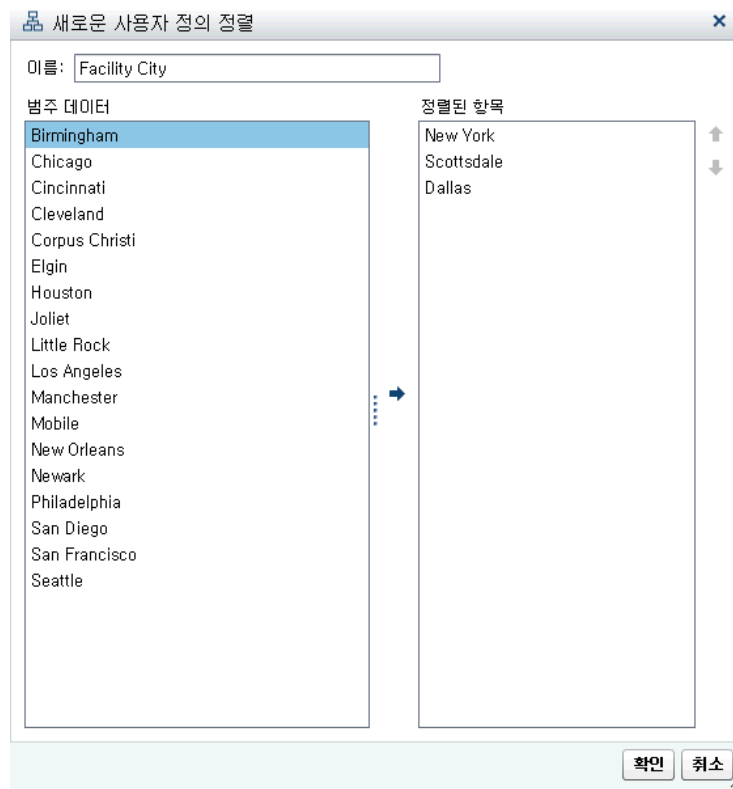 새로운 사용자 정의 정렬
이름: Facility City
범주 데이터
Birmingham
Chicago
Cincinnati
Cleveland
Corpus Christi
Elgin
Houston
Joliet
Little Rock
Los Angeles
Manchester
Mobile
New Orleans
Newark
Philadelphia
San Diego
San Francisco
Seattle
정렬된 항목
New York
Scottsdale
Dallas
확인 취소